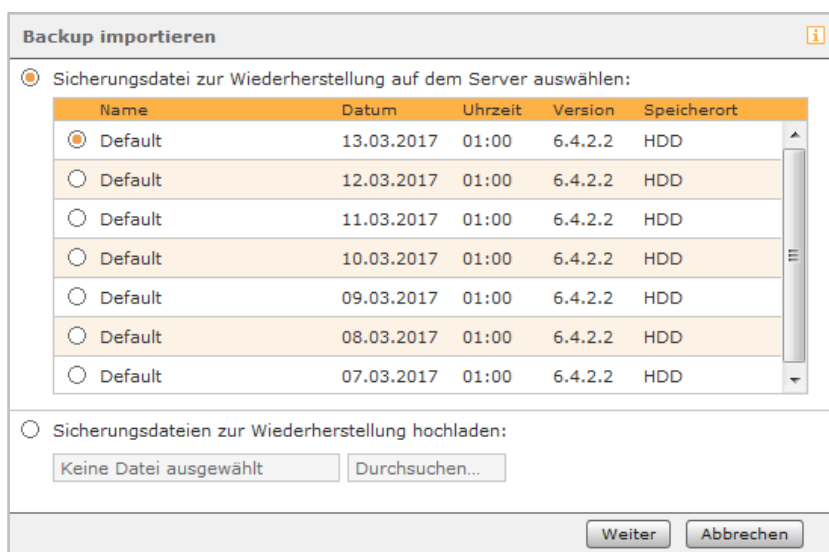 Backup importieren
Sicherungsdatei zur Wiederherstellung auf dem Server auswählen:
Name Datum Uhrzeit Version Speicherort
Default 13.03.2017 01:00 6.4.2.2 HDD
Default 12.03.2017 01:00 6.4.2.2 HDD
Default 11.03.2017 01:00 6.4.2.2 HDD
Default 10.03.2017 01:00 6.4.2.2 HDD
Default 09.03.2017 01:00 6.4.2.2 HDD
Default 08.03.2017 01:00 6.4.2.2 HDD
Default 07.03.2017 01:00 6.4.2.2 HDD
Sicherungsdateien zur Wiederherstellung hochladen:
Keine Datei ausgewählt Durchsuchen...
Weiter Abbrechen